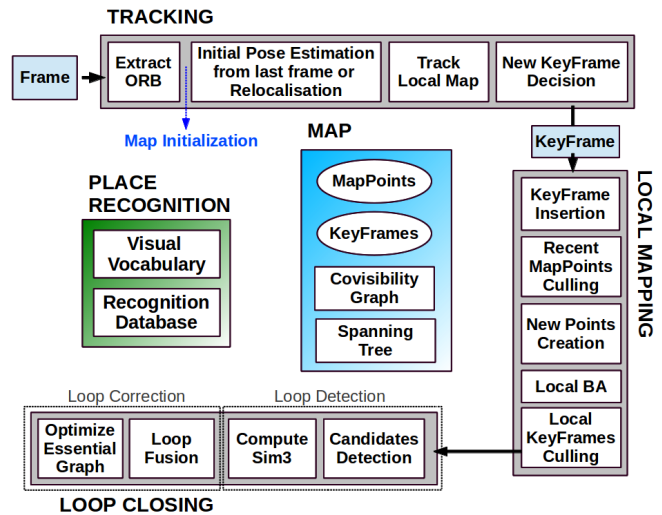 TRACKING
Frame
Extract
ORB
Initial Pose Estimation
from last frame or
Relocalisation
Track
Local Map
New KeyFrame
Decision
Map Initialization
KeyFrame
MAP
MapPoints
KeyFrames
Covisibility
Graph
Spanning
Tree
PLACE
RECOGNITION
Visual
Vocabulary
Recognition
Database
LOCAL MAPPING
KeyFrame
Insertion
Recent
MapPoints
Culling
New Points
Creation
Local BA
Local
KeyFrames
Culling
Loop Correction
Loop Detection
Optimize
Essential
Graph
Loop
Fusion
Compute
Sim3
Candidates
Detection
LOOP CLOSING